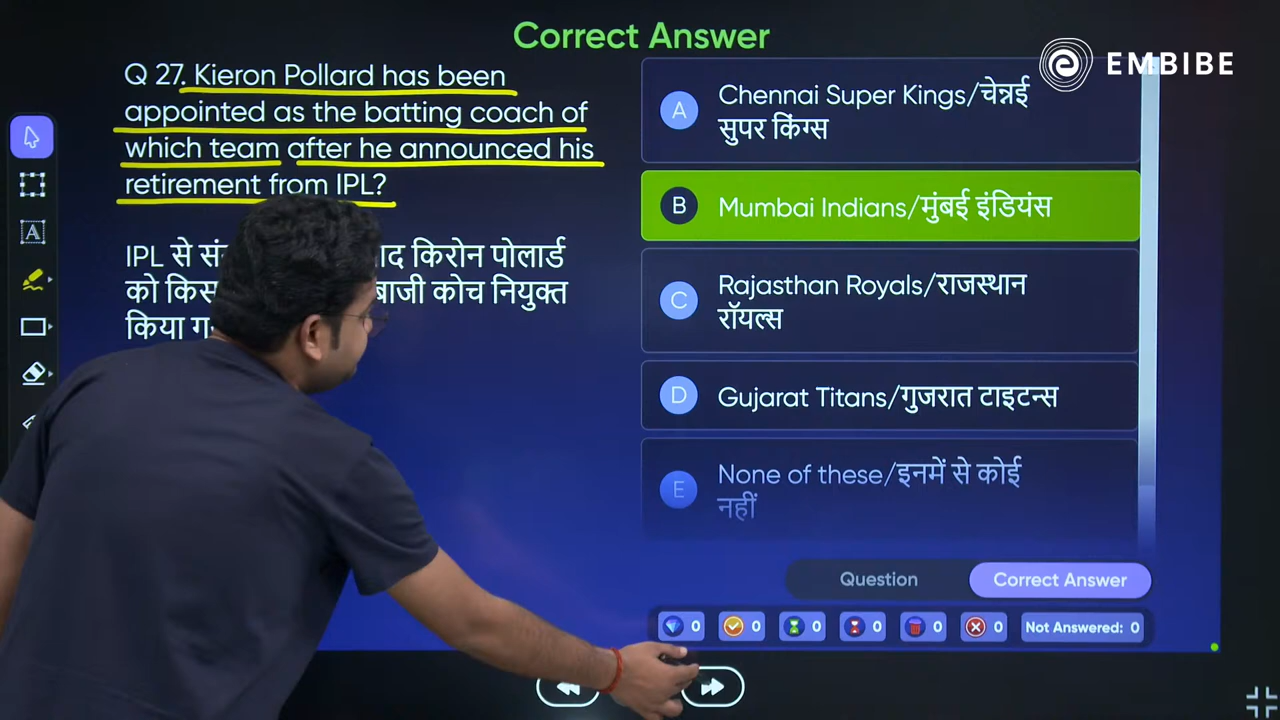 Correct Answer
EMBIBE
Q 27. Kieron Pollard has been
appointed as the batting coach of
which team after he announced his
retirement from IPL?
IPL से
किरोन पोलार्ड
को
कोच नियुक्त
किया
A
Chennai Super Kings/चेन्नई
सुपर किंग्स
B
Mumbai Indians/मुंबई इंडियंस
C
Rajasthan Royals/राजस्थान
रॉयल्स
D
Gujarat Titans/गुजरात टाइटन्स
E
None of these/इनमें से कोई
नहीं
Question
Correct Answer
0 0 0 0 0 0 Not Answered: 0
A